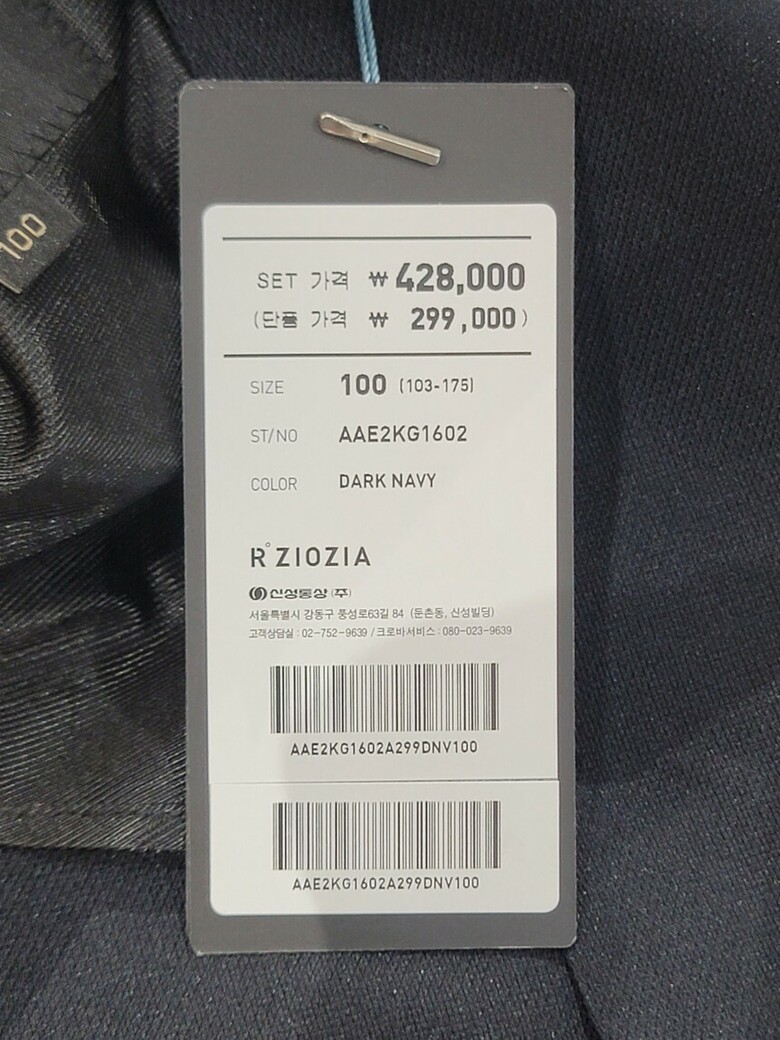 100
SET 가격 ₩428,000
(단품 가격 ₩ 299,000)
SIZE 100 (103-175)
ST/NO AAE2KG1602
COLOR DARK NAVY
R° ZIOZIA
신성통상(주)
서울특별시 강동구 풍성로63길 84 (둔촌동, 신성빌딩)
고객상담실 : 02-752-9639 / 크로바서비스 : 080-023-9639
AAE2KG1602A299DNV100
AAE2KG1602A299DNV100